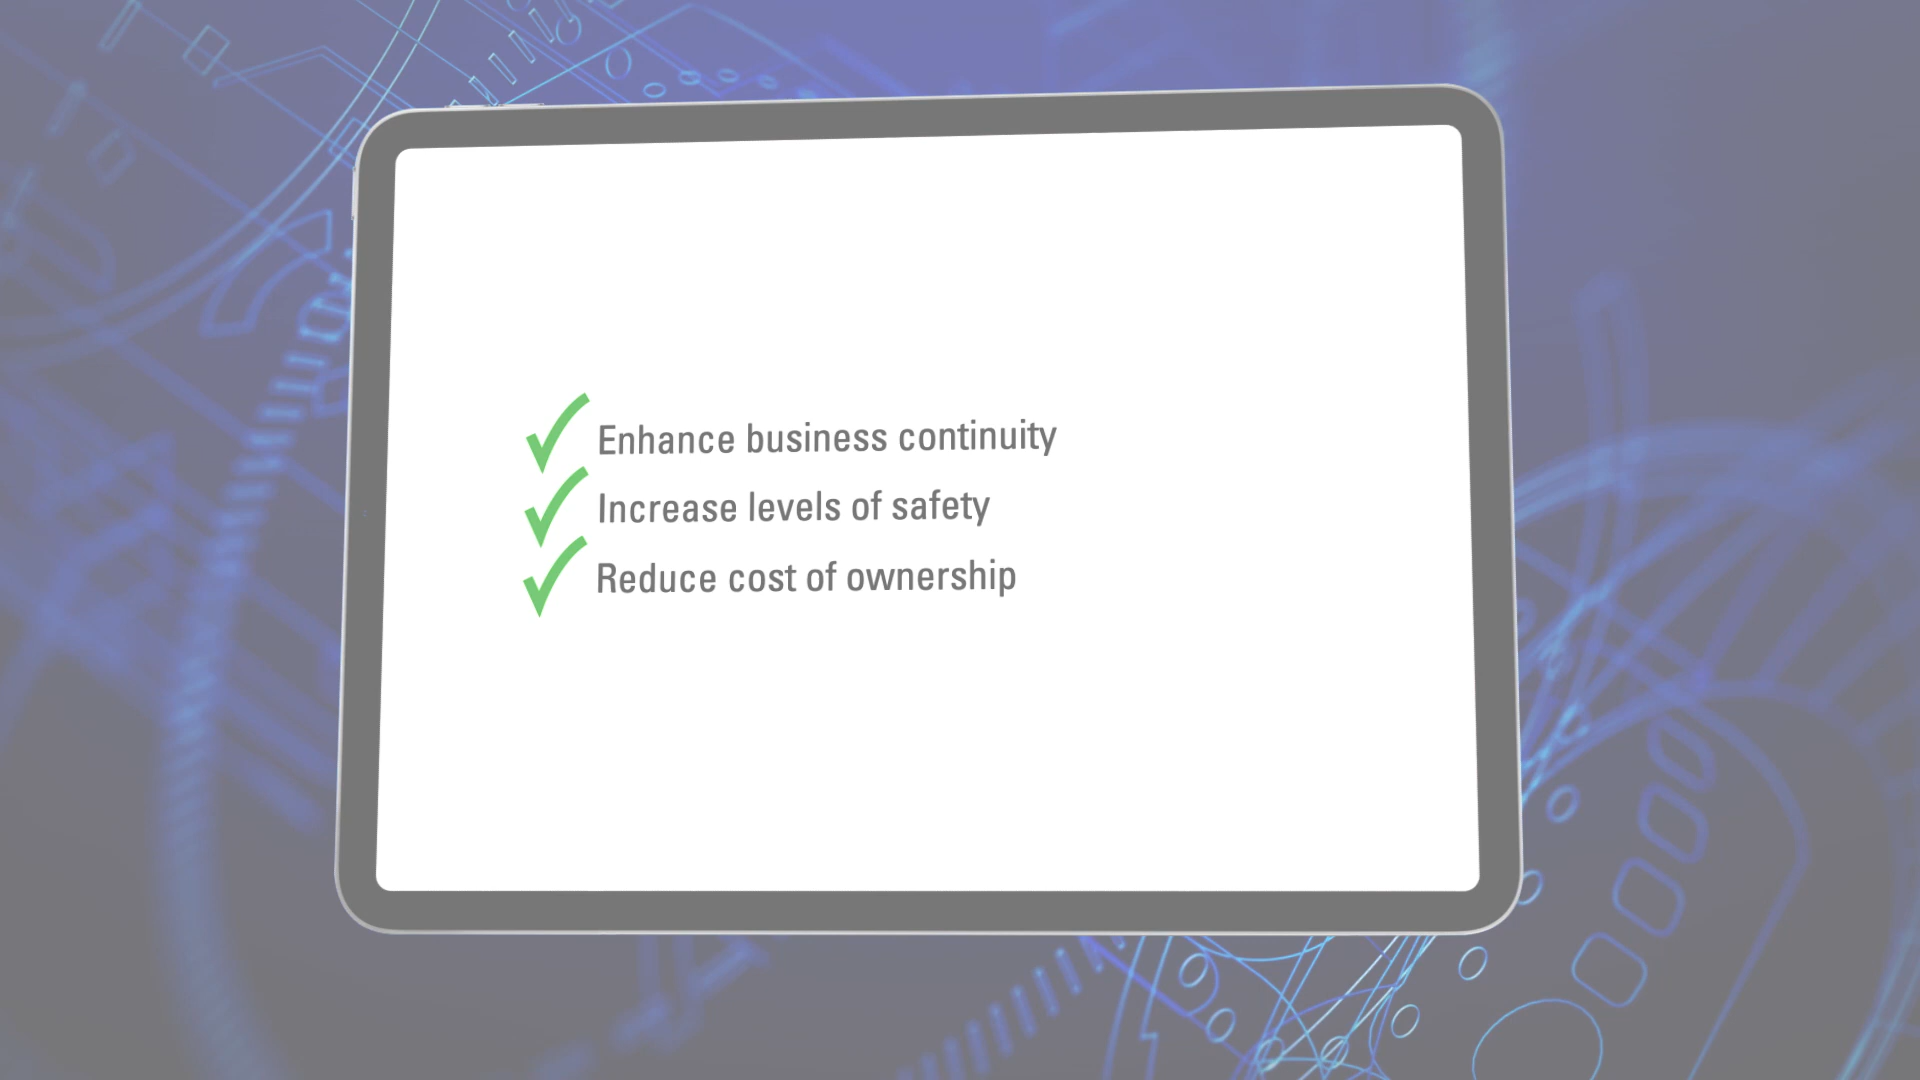 Enhance business continuity
Increase levels of safety
Reduce cost of ownership